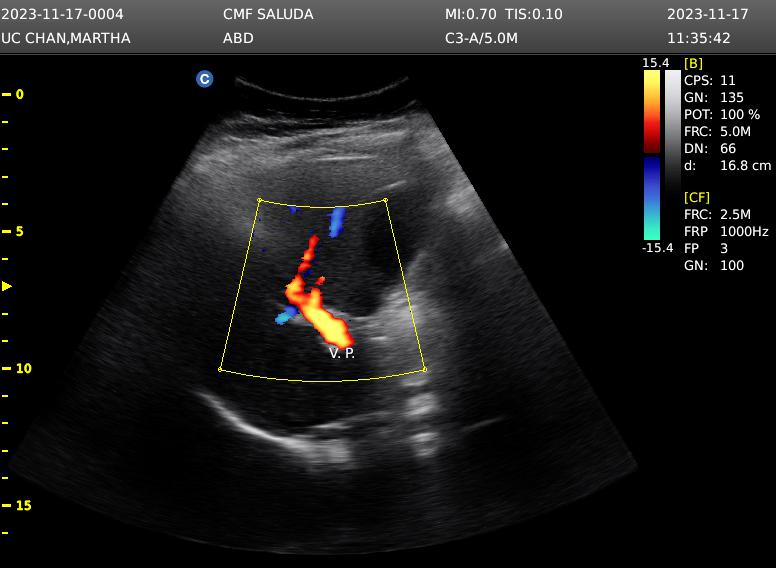 2023-11-17-0004 CMF SALUDA MI:0.70 TIS:0.10 2023-11-17
UC CHAN,MARTHA ABD C3-A/5.0M 11:35:42
C
15.4 [B]
CPS: 11
GN: 135
POT: 100 %
FRC: 5.0M
DN: 66
d: 16.8 cm
[CF]
FRC: 2.5M
FRP 1000Hz
-15.4 FP 3
GN: 100
0
5
10
15
V. P.